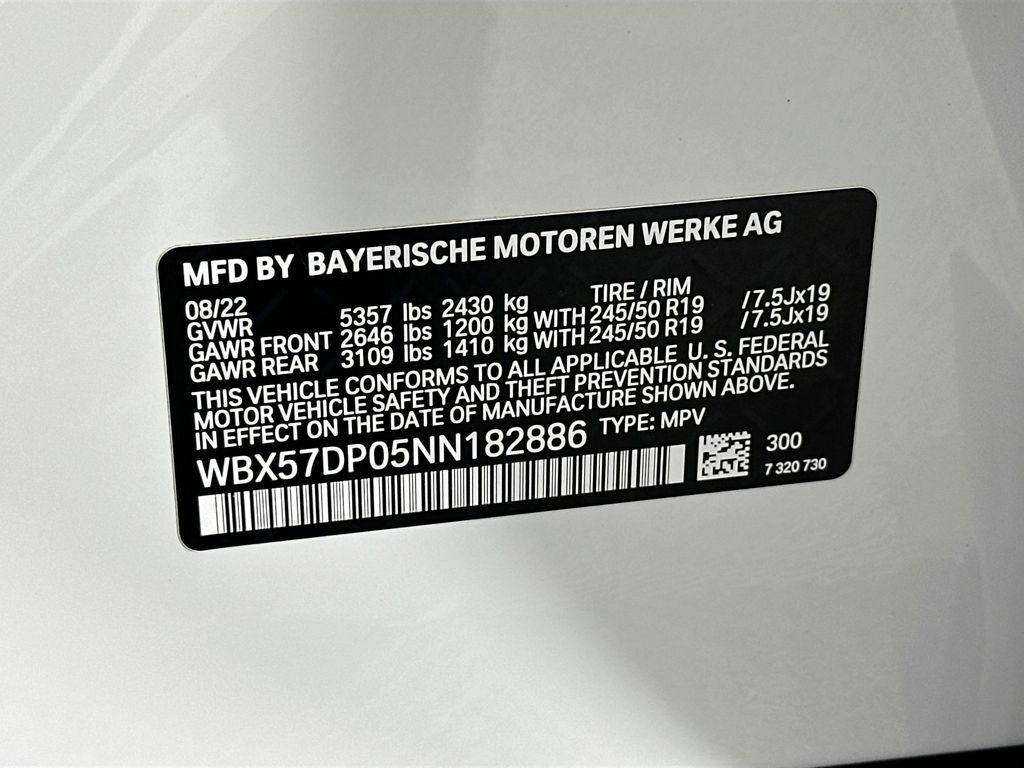 MFD BY BAYERISCHE MOTOREN WERKE AG
08/22 TIRE / RIM
GVWR 5357 lbs 2430 kg
GAWR FRONT 2646 lbs 1200 kg WITH 245/50 R19 /7.5Jx19
GAWR REAR 3109 lbs 1410 kg WITH 245/50 R19 /7.5Jx19
THIS VEHICLE CONFORMS TO ALL APPLICABLE U. S. FEDERAL
MOTOR VEHICLE SAFETY AND THEFT PREVENTION STANDARDS
IN EFFECT ON THE DATE OF MANUFACTURE SHOWN ABOVE.
WBX57DP05NN182886 TYPE: MPV
300
7 320 730